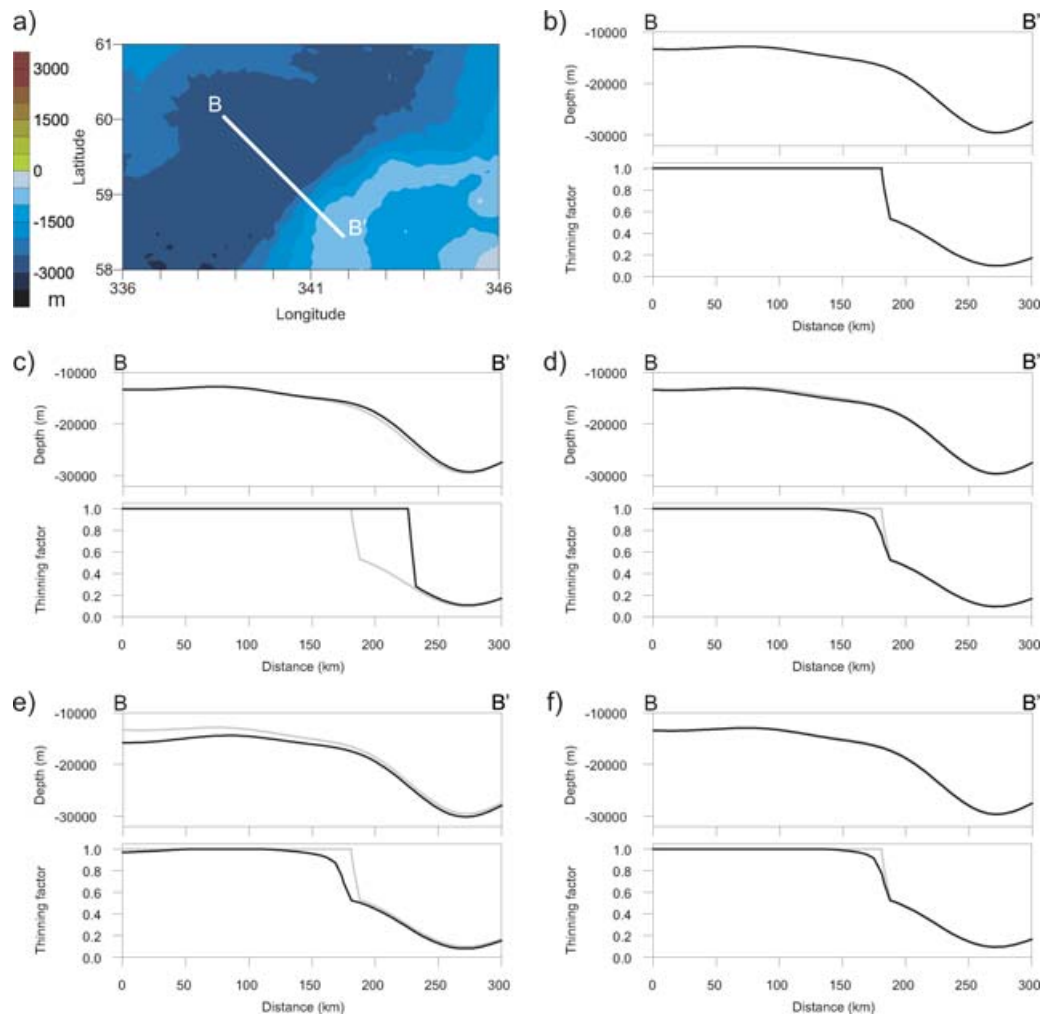 a)
3000
1500
0
-1500
-3000
m
61
60
59
58
Latitude
336
341
346
Longitude
B
B'
b)
B
B'
-10000
-20000
-30000
Depth (m)
1.0
0.8
0.6
0.4
0.2
0.0
Thinning factor
0 50 100 150 200 250 300
Distance (km)
c)
B
B'
-10000
-20000
-30000
Depth (m)
1.0
0.8
0.6
0.4
0.2
0.0
Thinning factor
0 50 100 150 200 250 300
Distance (km)
d)
B
B'
-10000
-20000
-30000
Depth (m)
1.0
0.8
0.6
0.4
0.2
0.0
Thinning factor
0 50 100 150 200 250 300
Distance (km)
e)
B
B'
-10000
-20000
-30000
Depth (m)
1.0
0.8
0.6
0.4
0.2
0.0
Thinning factor
0 50 100 150 200 250 300
Distance (km)
f)
B
B'
-10000
-20000
-30000
Depth (m)
1.0
0.8
0.6
0.4
0.2
0.0
Thinning factor
0 50 100 150 200 250 300
Distance (km)